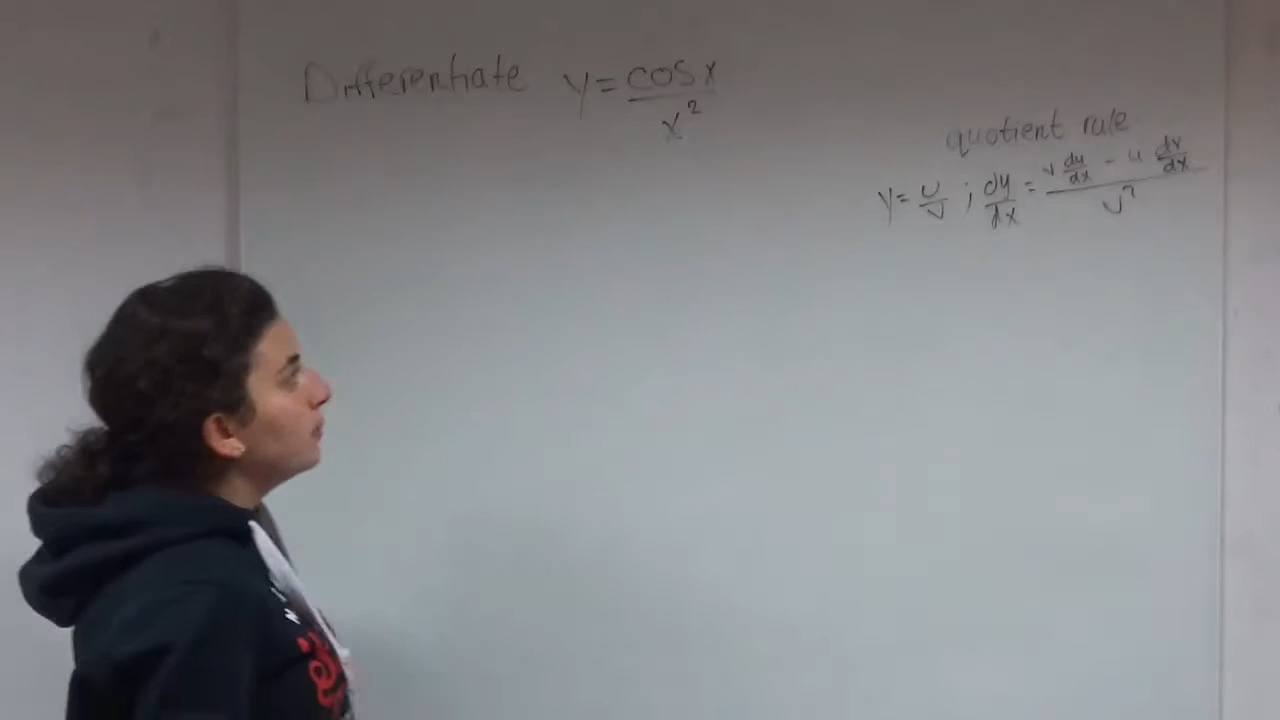 Differentiate y = cos x / x²
quotient rule
y = u/v ; dy/dx = (v du/dx - u dv/dx) / v²